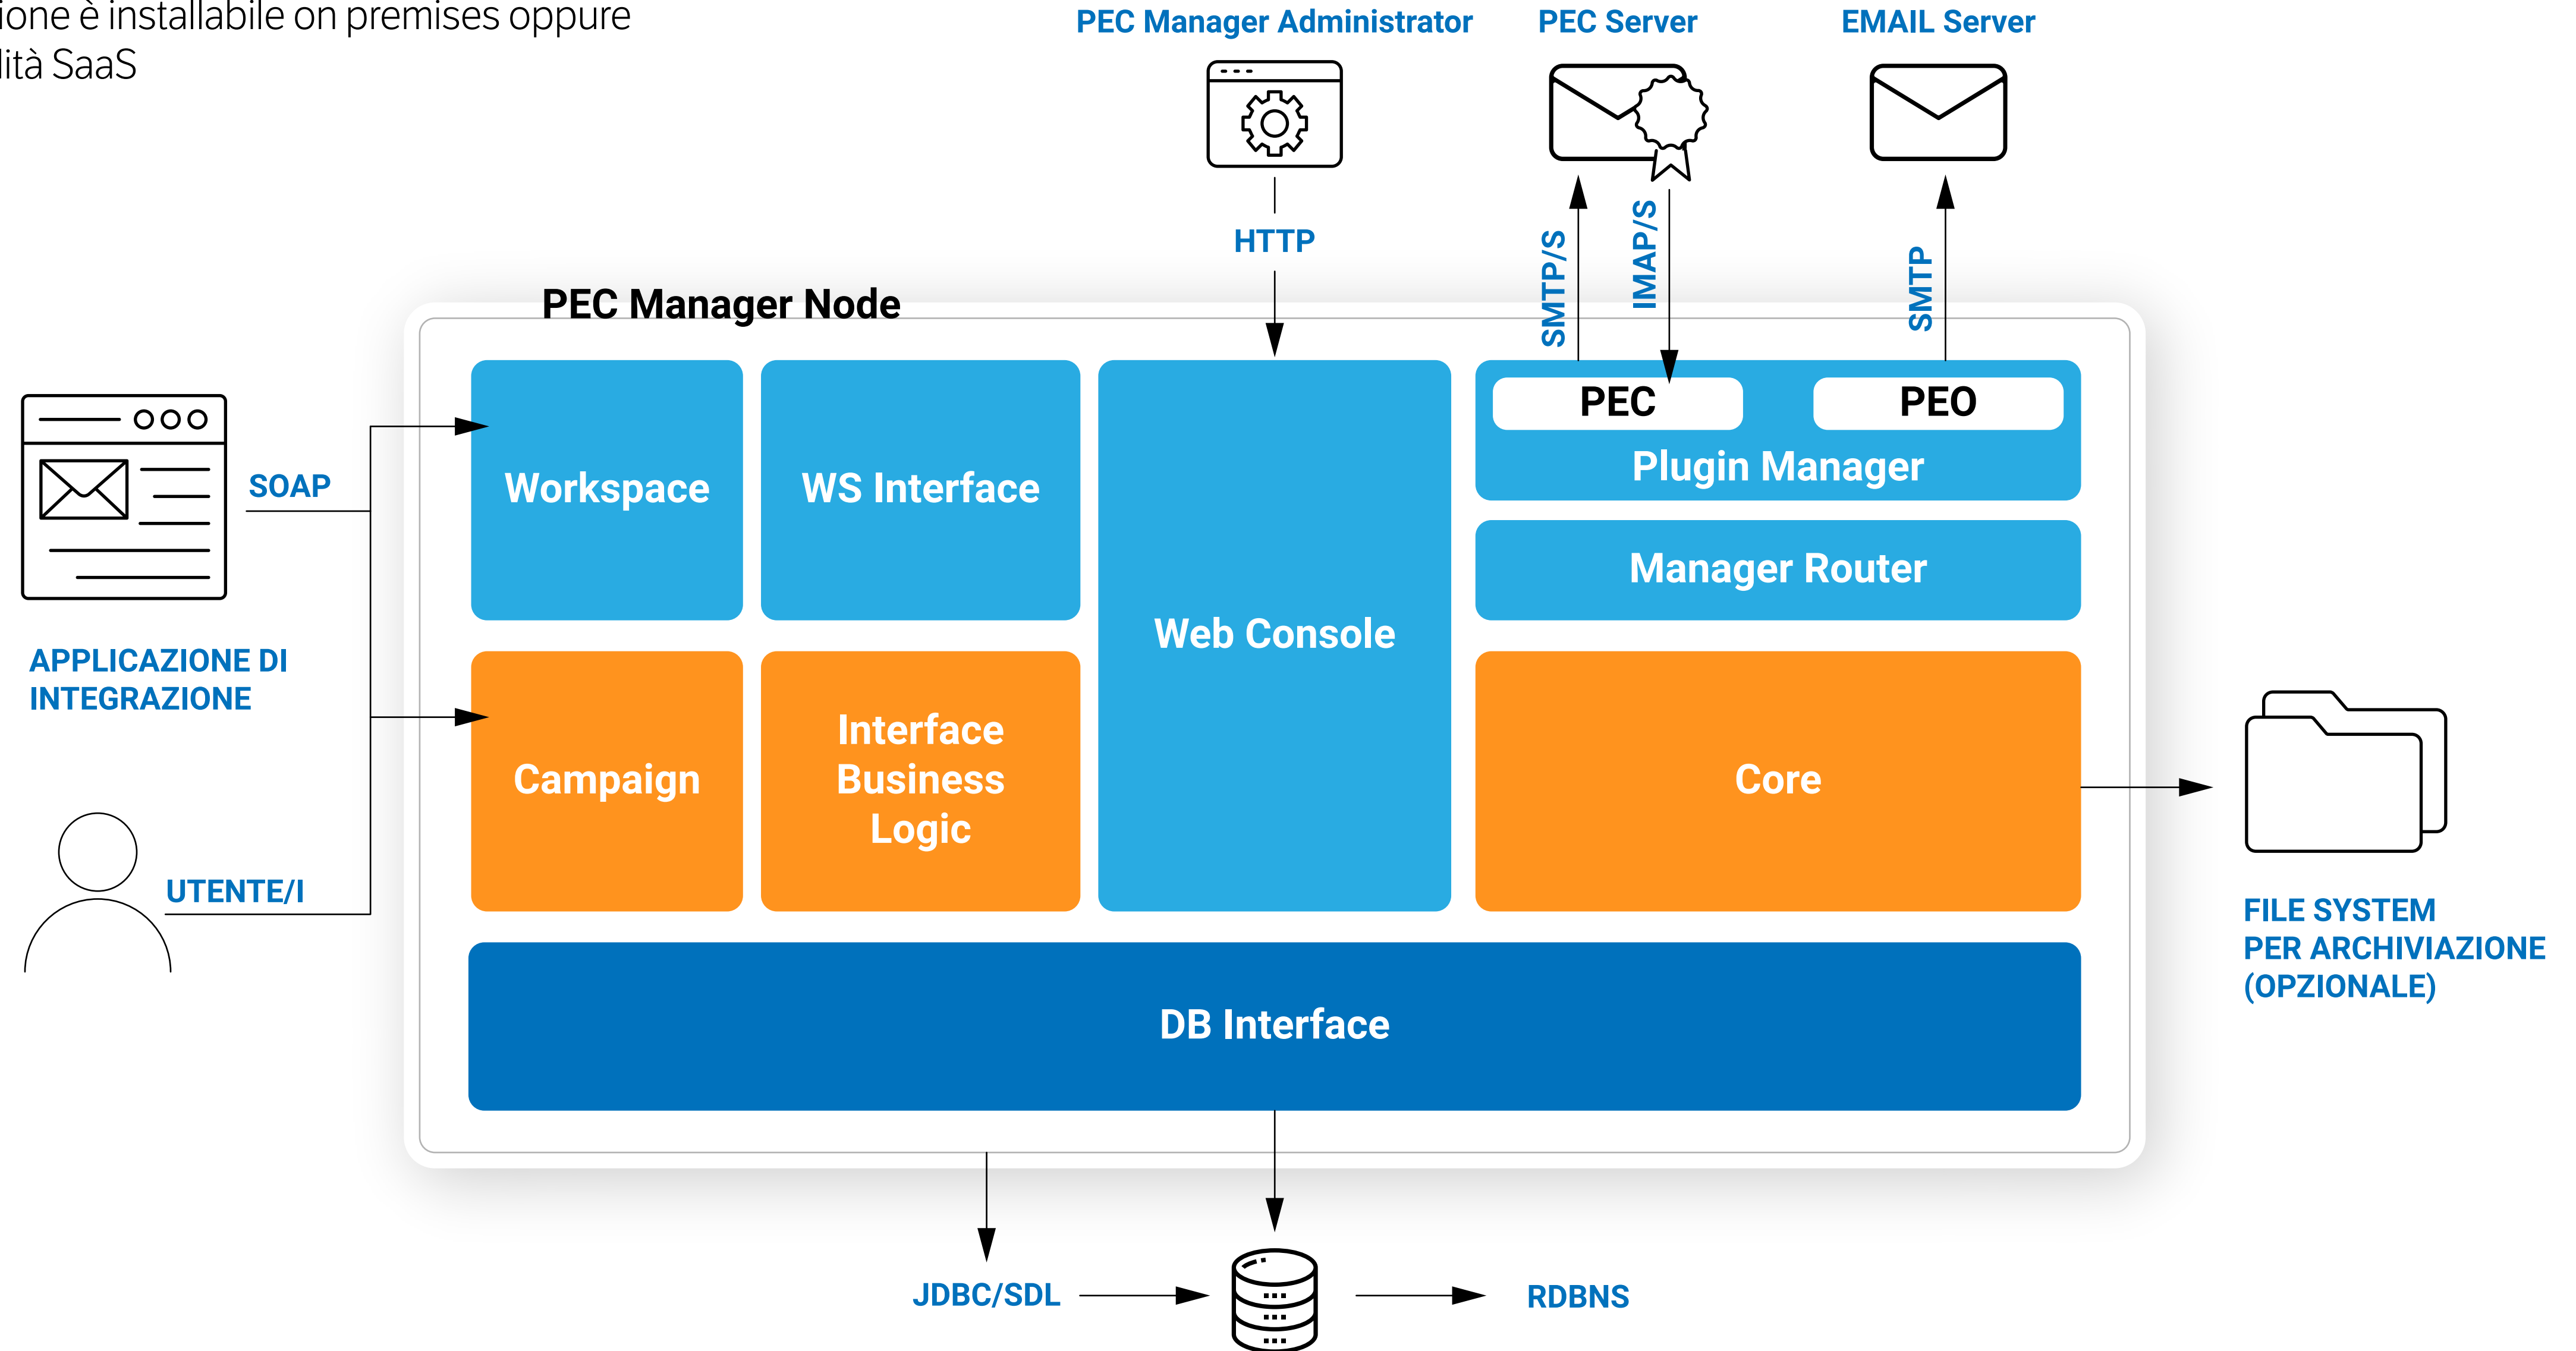 ione è installabile on premises oppure
lità SaaS
PEC Manager Administrator
PEC Server
EMAIL Server
HTTP
SMTP/S
IMAP/S
SMTP
PEC Manager Node
SOAP
APPLICAZIONE DI
INTEGRAZIONE
UTENTE/I
Workspace
WS Interface
Web Console
PEC
PEO
Plugin Manager
Manager Router
Campaign
Interface
Business
Logic
Core
DB Interface
FILE SYSTEM
PER ARCHIVIAZIONE
(OPZIONALE)
JDBC/SDL
RDBNS